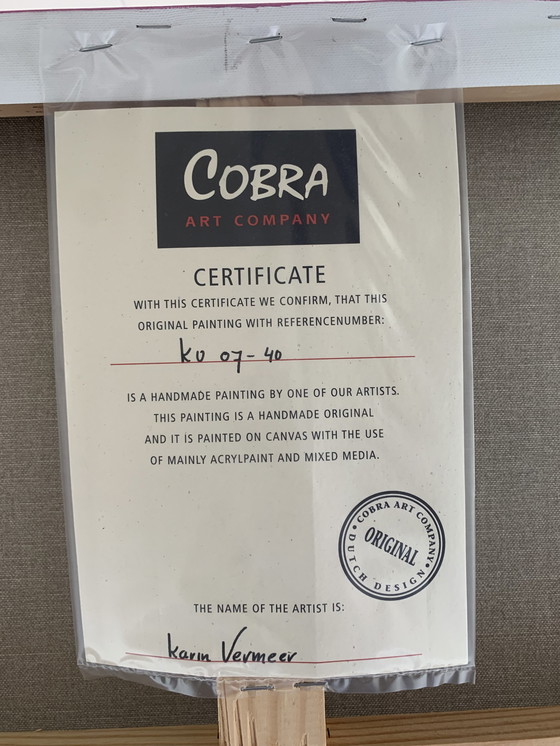 COBRA
ART COMPANY
CERTIFICATE
WITH THIS CERTIFICATE WE CONFIRM, THAT THIS
ORIGINAL PAINTING WITH REFERENCENUMBER:
KV 07-40
IS A HANDMADE PAINTING BY ONE OF OUR ARTISTS.
THIS PAINTING IS A HANDMADE ORIGINAL
AND IT IS PAINTED ON CANVAS WITH THE USE
OF MAINLY ACRYLPAINT AND MIXED MEDIA.
COBRA ART COMPANY
ORIGINAL
DUTCH DESIGN
THE NAME OF THE ARTIST IS:
Karin Vermeer